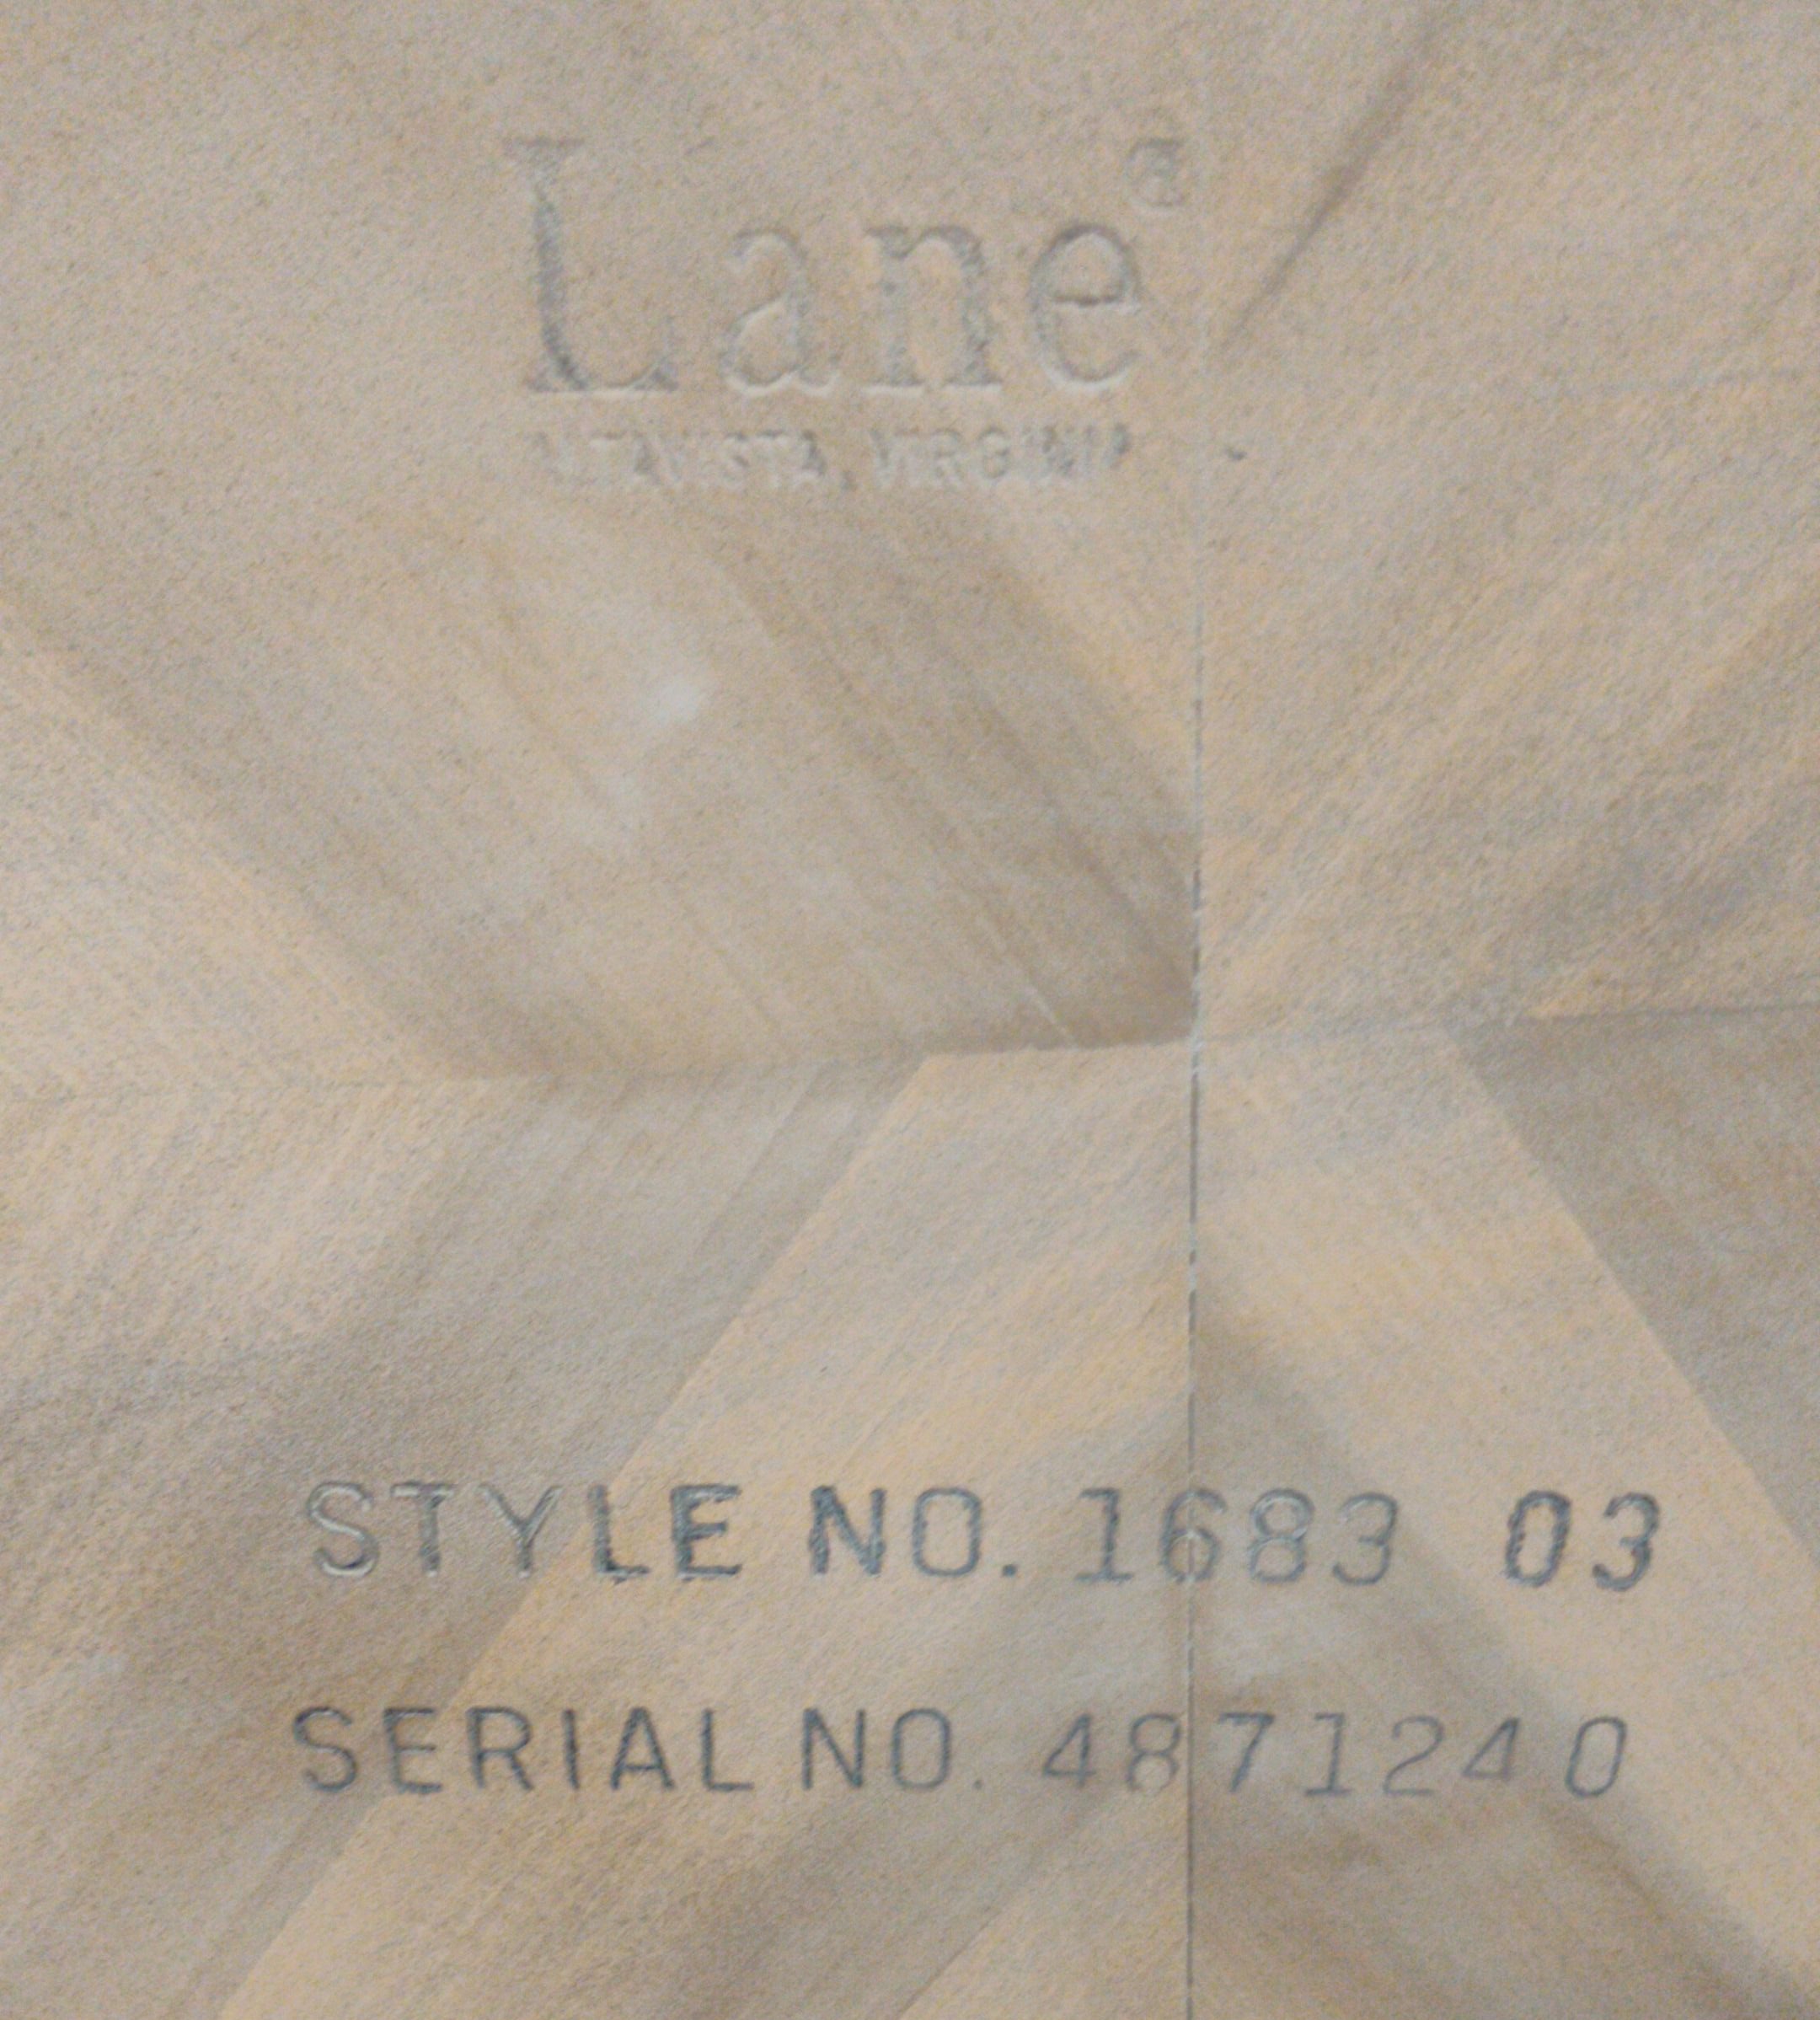 Lane®
ALTAVISTA, VIRGINIA
STYLE NO. 1683 03
SERIAL NO. 4871240